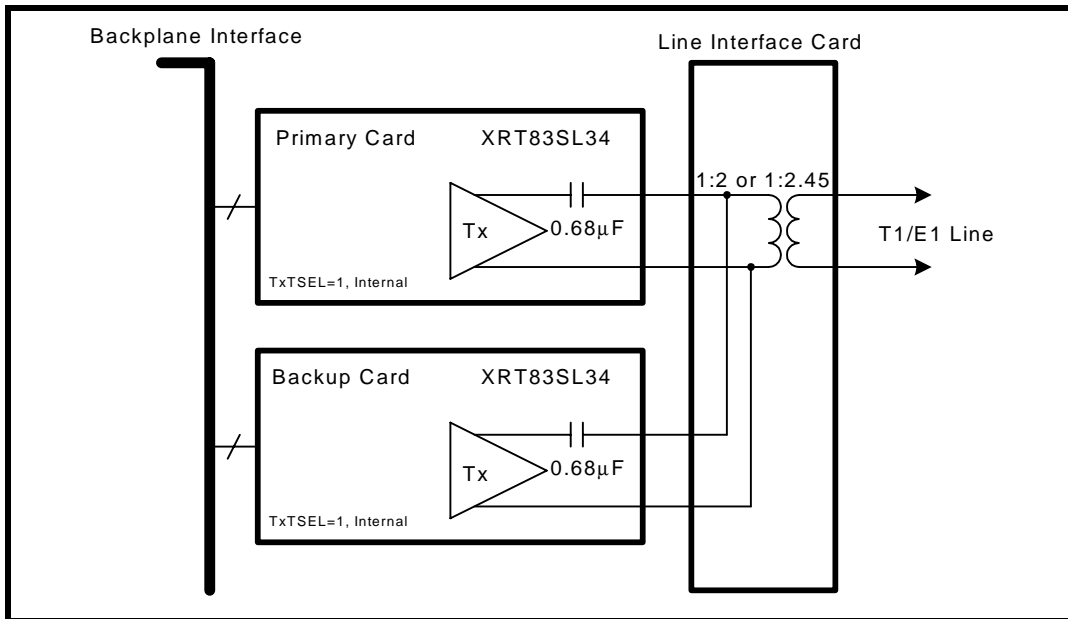 Backplane Interface
Line Interface Card
Primary Card XRT83SL34
1:2 or 1:2.45
Tx
0.68μF
T1/E1 Line
TxTSEL=1, Internal
Backup Card XRT83SL34
Tx
0.68μF
TxTSEL=1, Internal